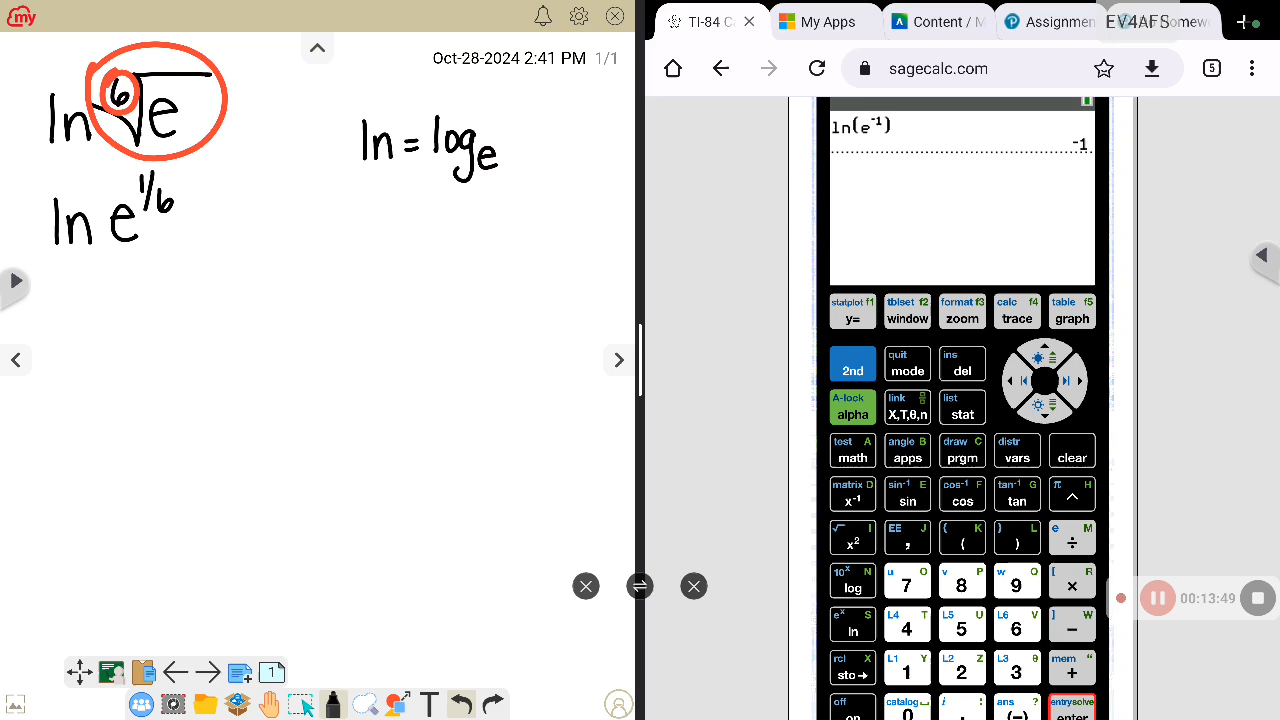 my
Oct-28-2024 2:41 PM 1/1
ln ⁶√e
ln = logₑ
ln e^1/6
1
T
TI-84 C
My Apps
Content / M
Assignmen
EV4AFS
sagecalc.com
5
ln(e⁻¹)
-1
statplot f1 tblset f2 format f3 calc f4 table f5
y= window zoom trace graph
quit ins
2nd mode del
A-lock link list
alpha X,T,θ,n stat
test A angle B draw C distr
math apps prgm vars clear
matrix D sin⁻¹ E cos⁻¹ F tan⁻¹ G π H
x⁻¹ sin cos tan ^
√ I EE J { K } L e M
x² , ( ) ÷
10ˣ N u O v P w Q [ R
log 7 8 9 ×
eˣ S L4 T L5 U L6 V ] W
ln 4 5 6 −
rcl X L1 Y L2 Z L3 θ mem "
sto→ 1 2 3 +
off catalog i : ans ? entry solve
on 0 . (−) enter
00:13:49